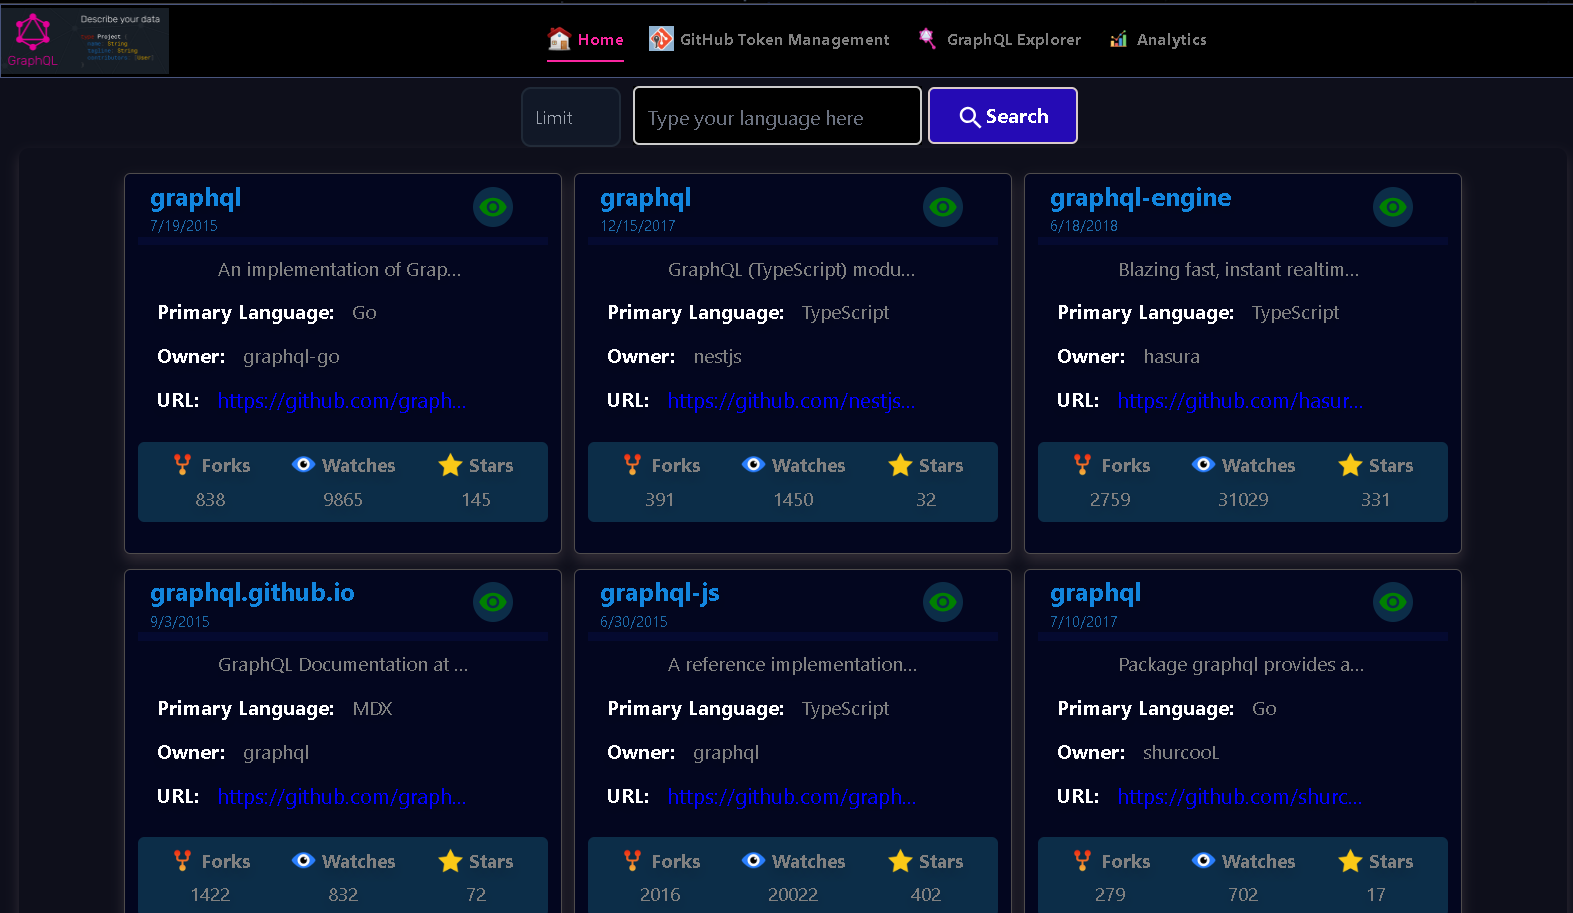 GraphQL
Describe your data
type Project {
name: String
tagline: String
contributors: [User]
}
Home
GitHub Token Management
GraphQL Explorer
Analytics
Limit
Type your language here
Search
graphql
7/19/2015
An implementation of Grap...
Primary Language: Go
Owner: graphql-go
URL: https://github.com/graph...
Forks Watches Stars
838 9865 145
graphql
12/15/2017
GraphQL (TypeScript) modu...
Primary Language: TypeScript
Owner: nestjs
URL: https://github.com/nestjs...
Forks Watches Stars
391 1450 32
graphql-engine
6/18/2018
Blazing fast, instant realtim...
Primary Language: TypeScript
Owner: hasura
URL: https://github.com/hasur...
Forks Watches Stars
2759 31029 331
graphql.github.io
9/3/2015
GraphQL Documentation at ...
Primary Language: MDX
Owner: graphql
URL: https://github.com/graph...
Forks Watches Stars
1422 832 72
graphql-js
6/30/2015
A reference implementation...
Primary Language: TypeScript
Owner: graphql
URL: https://github.com/graph...
Forks Watches Stars
2016 20022 402
graphql
7/10/2017
Package graphql provides a...
Primary Language: Go
Owner: shurcooL
URL: https://github.com/shurc...
Forks Watches Stars
279 702 17